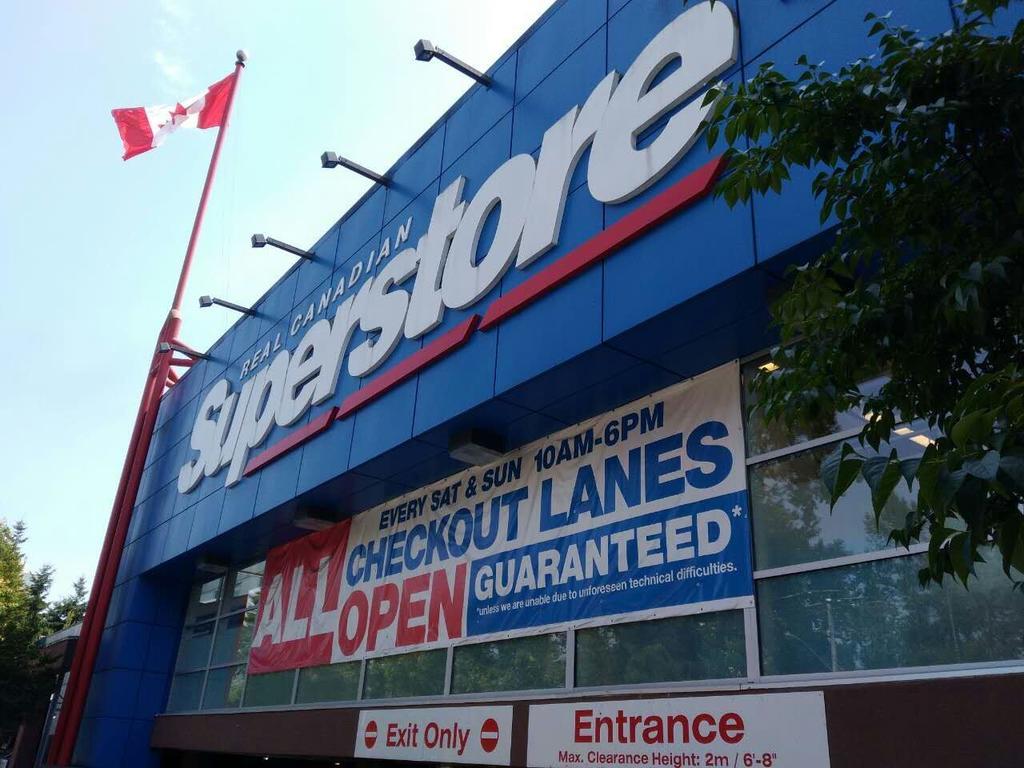 REAL CANADIAN
Superstore
EVERY SAT & SUN 10AM-6PM
ALL CHECKOUT LANES
OPEN GUARANTEED*
*unless we are unable due to unforeseen technical difficulties.
Exit Only
Entrance
Max. Clearance Height: 2m / 6'-8"